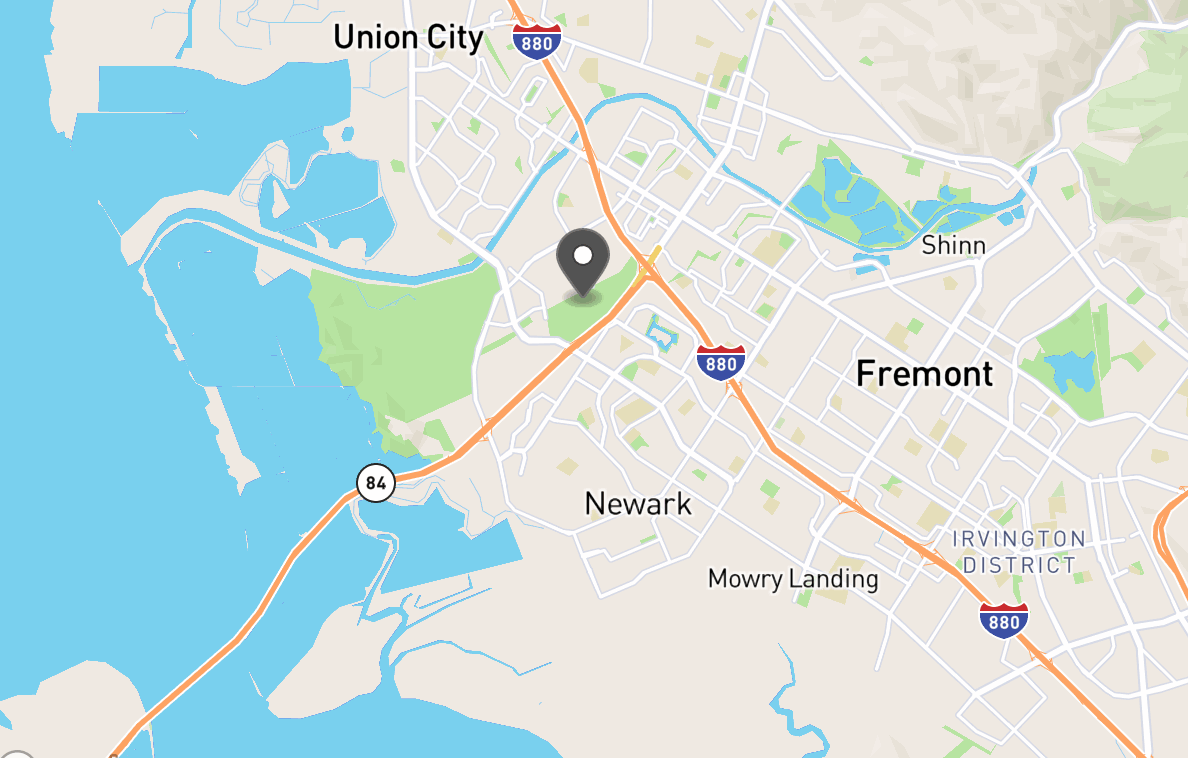 Union City
880
Shinn
880
Fremont
84
Newark
IRVINGTON
DISTRICT
Mowry Landing
880